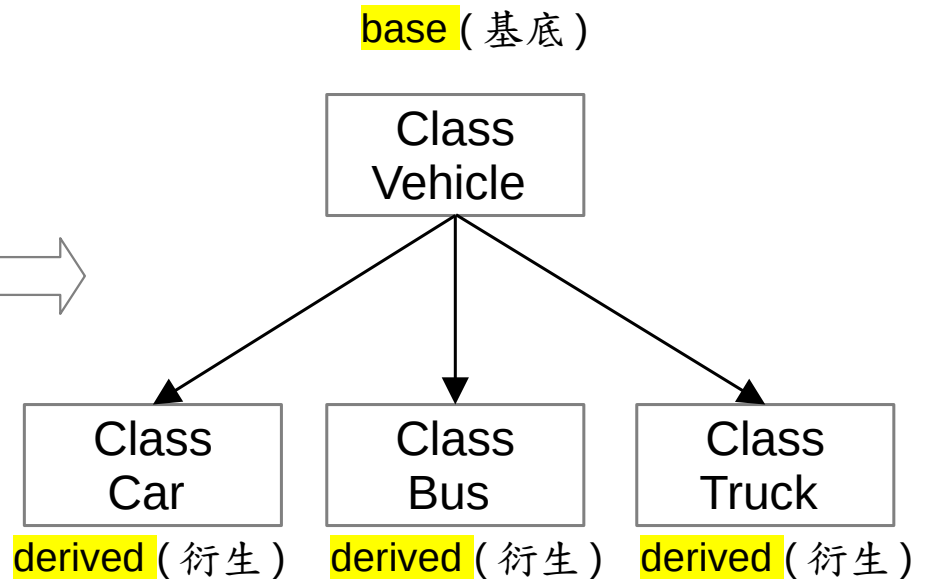 base ( 基底 )
Class
Vehicle
Class
Car
Class
Bus
Class
Truck
derived ( 衍生 )
derived ( 衍生 )
derived ( 衍生 )